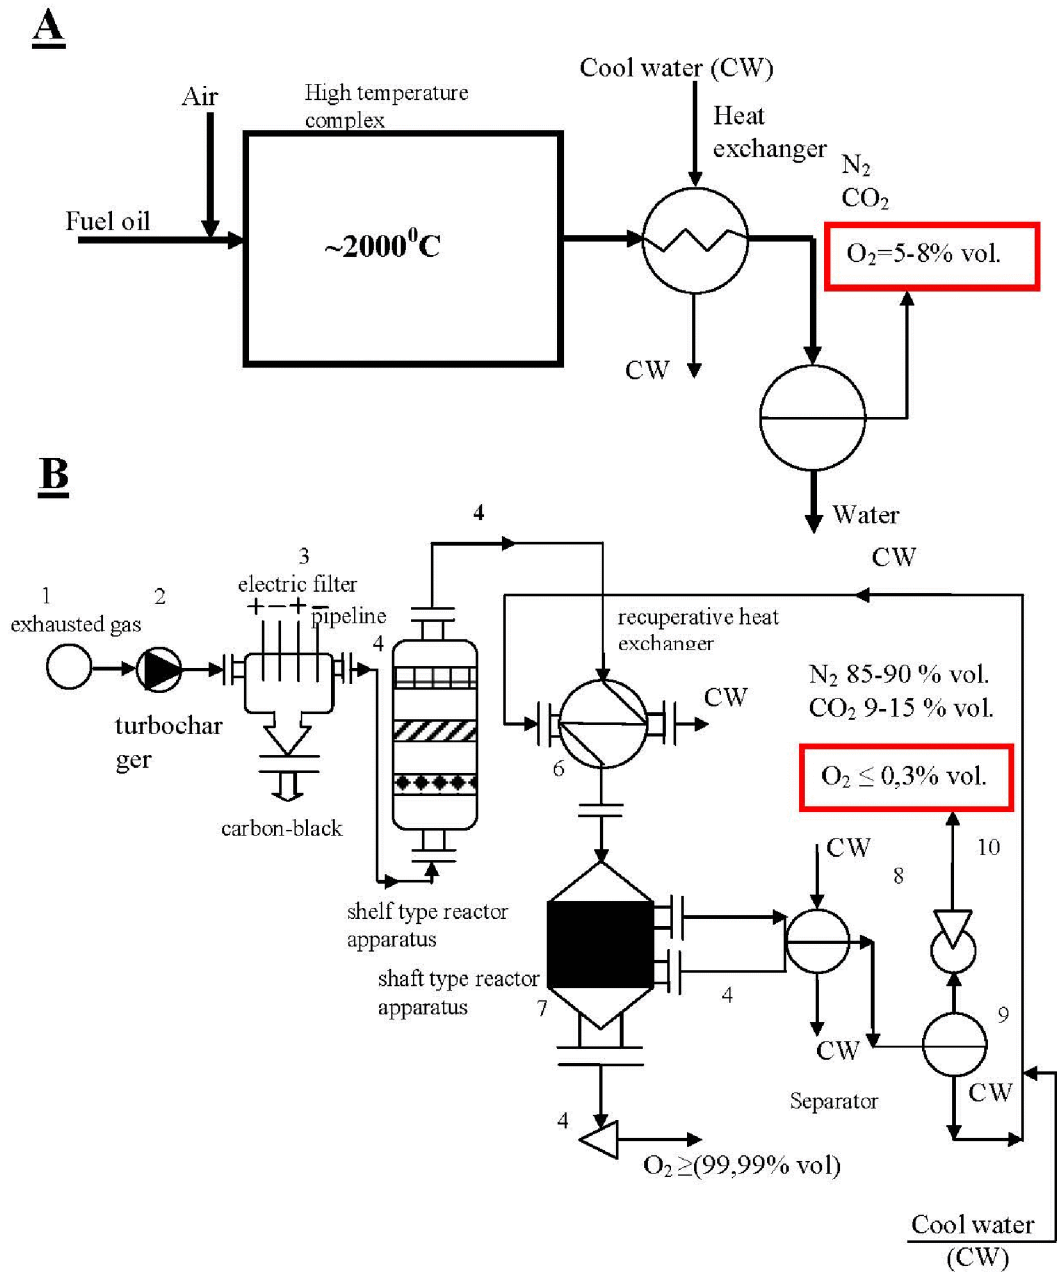 A
Cool water (CW)
Air
High temperature
complex
Heat
exchanger
N₂
CO₂
Fuel oil
~2000⁰C
O₂=5-8% vol.
CW
B
Water
4
CW
3
1
2
electric filter
+ − + −
pipeline
exhausted gas
4
recuperative heat
exchanger
N₂ 85-90 % vol.
CO₂ 9-15 % vol.
CW
turbochar
ger
6
O₂ ≤ 0,3% vol.
carbon-black
CW
10
8
shelf type reactor
apparatus
shaft type reactor
apparatus
7
4
9
CW
CW
Separator
4
O₂ ≥(99,99% vol)
Cool water
(CW)